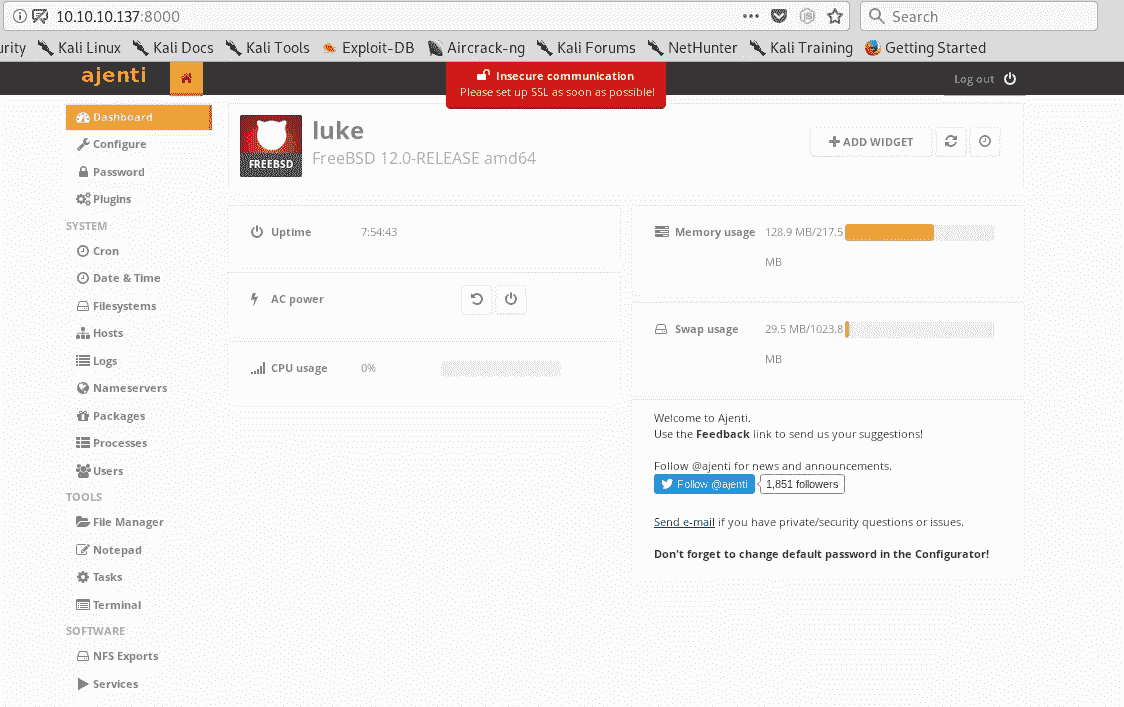 10.10.10.137:8000
Search
urity Kali Linux Kali Docs Kali Tools Exploit-DB Aircrack-ng Kali Forums NetHunter Kali Training Getting Started
ajenti
Insecure communication
Please set up SSL as soon as possible!
Log out
Dashboard
Configure
Password
Plugins
SYSTEM
Cron
Date & Time
Filesystems
Hosts
Logs
Nameservers
Packages
Processes
Users
TOOLS
File Manager
Notepad
Tasks
Terminal
SOFTWARE
NFS Exports
Services
FREEBSD
luke
FreeBSD 12.0-RELEASE amd64
ADD WIDGET
Uptime 7:54:43
AC power
CPU usage 0%
Memory usage 128.9 MB/217.5
MB
Swap usage 29.5 MB/1023.8
MB
Welcome to Ajenti.
Use the Feedback link to send us your suggestions!
Follow @ajenti for news and announcements.
Follow @ajenti 1,851 followers
Send e-mail if you have private/security questions or issues.
Don't forget to change default password in the Configurator!